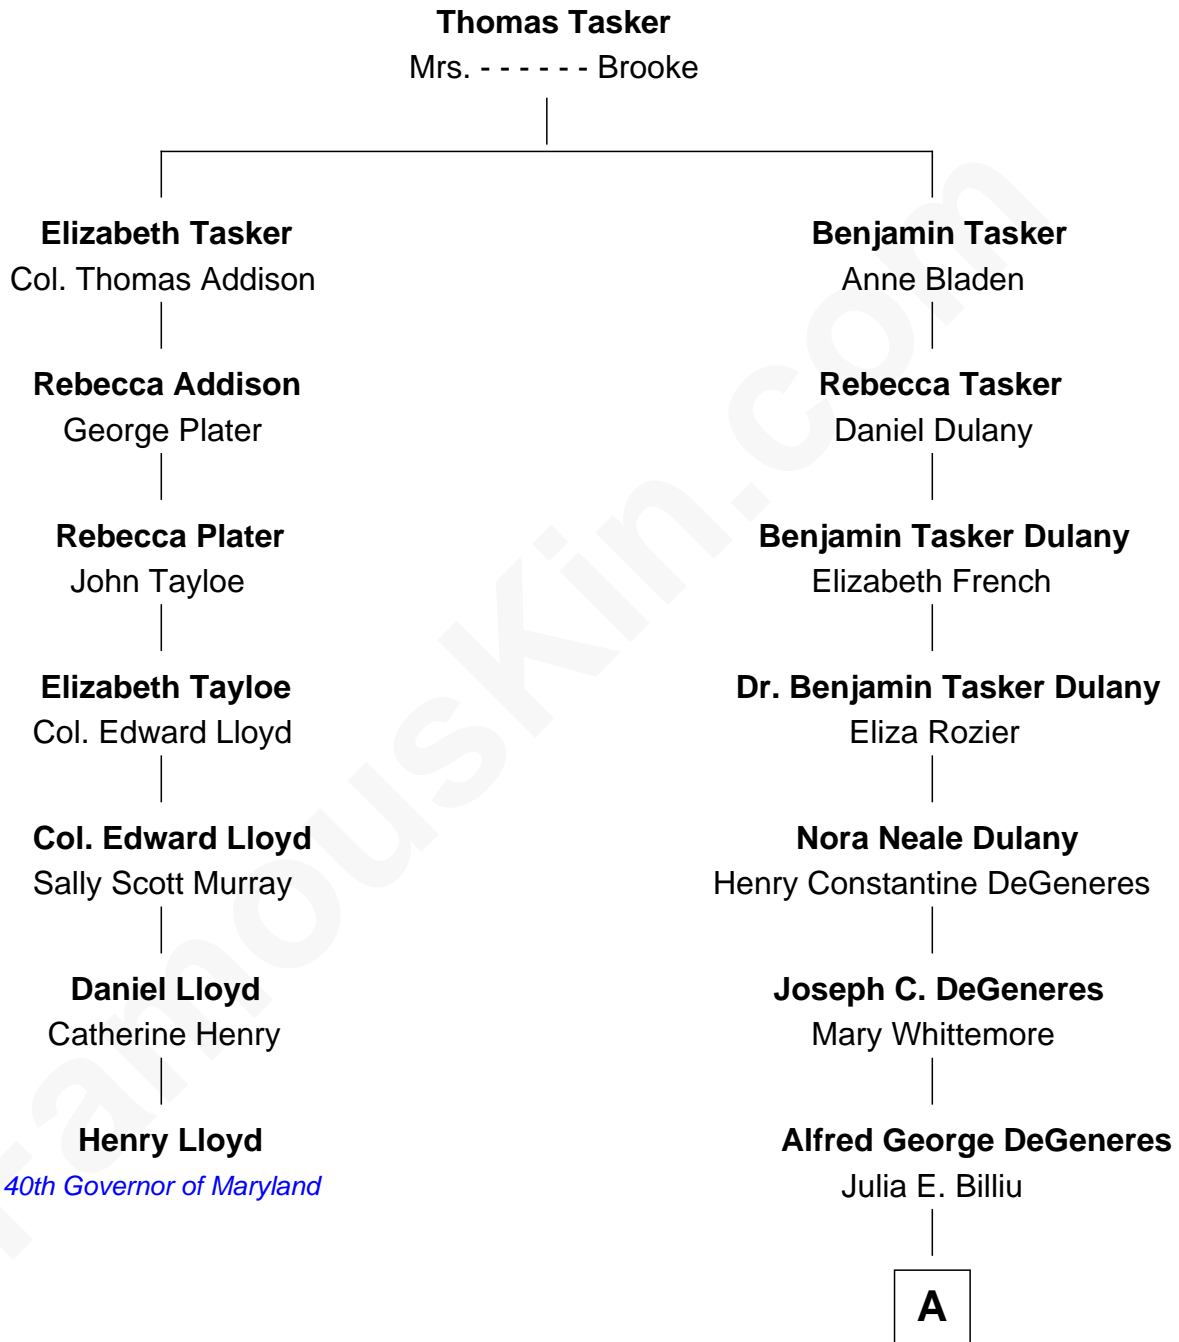 Thomas Tasker
Mrs. - - - - - - Brooke
Elizabeth Tasker
Col. Thomas Addison
Benjamin Tasker
Anne Bladen
Rebecca Addison
George Plater
Rebecca Tasker
Daniel Dulany
Rebecca Plater
John Tayloe
Benjamin Tasker Dulany
Elizabeth French
Elizabeth Tayloe
Col. Edward Lloyd
Dr. Benjamin Tasker Dulany
Eliza Rozier
Col. Edward Lloyd
Sally Scott Murray
Nora Neale Dulany
Henry Constantine DeGeneres
Daniel Lloyd
Catherine Henry
Joseph C. DeGeneres
Mary Whittemore
Henry Lloyd
40th Governor of Maryland
Alfred George DeGeneres
Julia E. Billiu
A
FamousKin.com